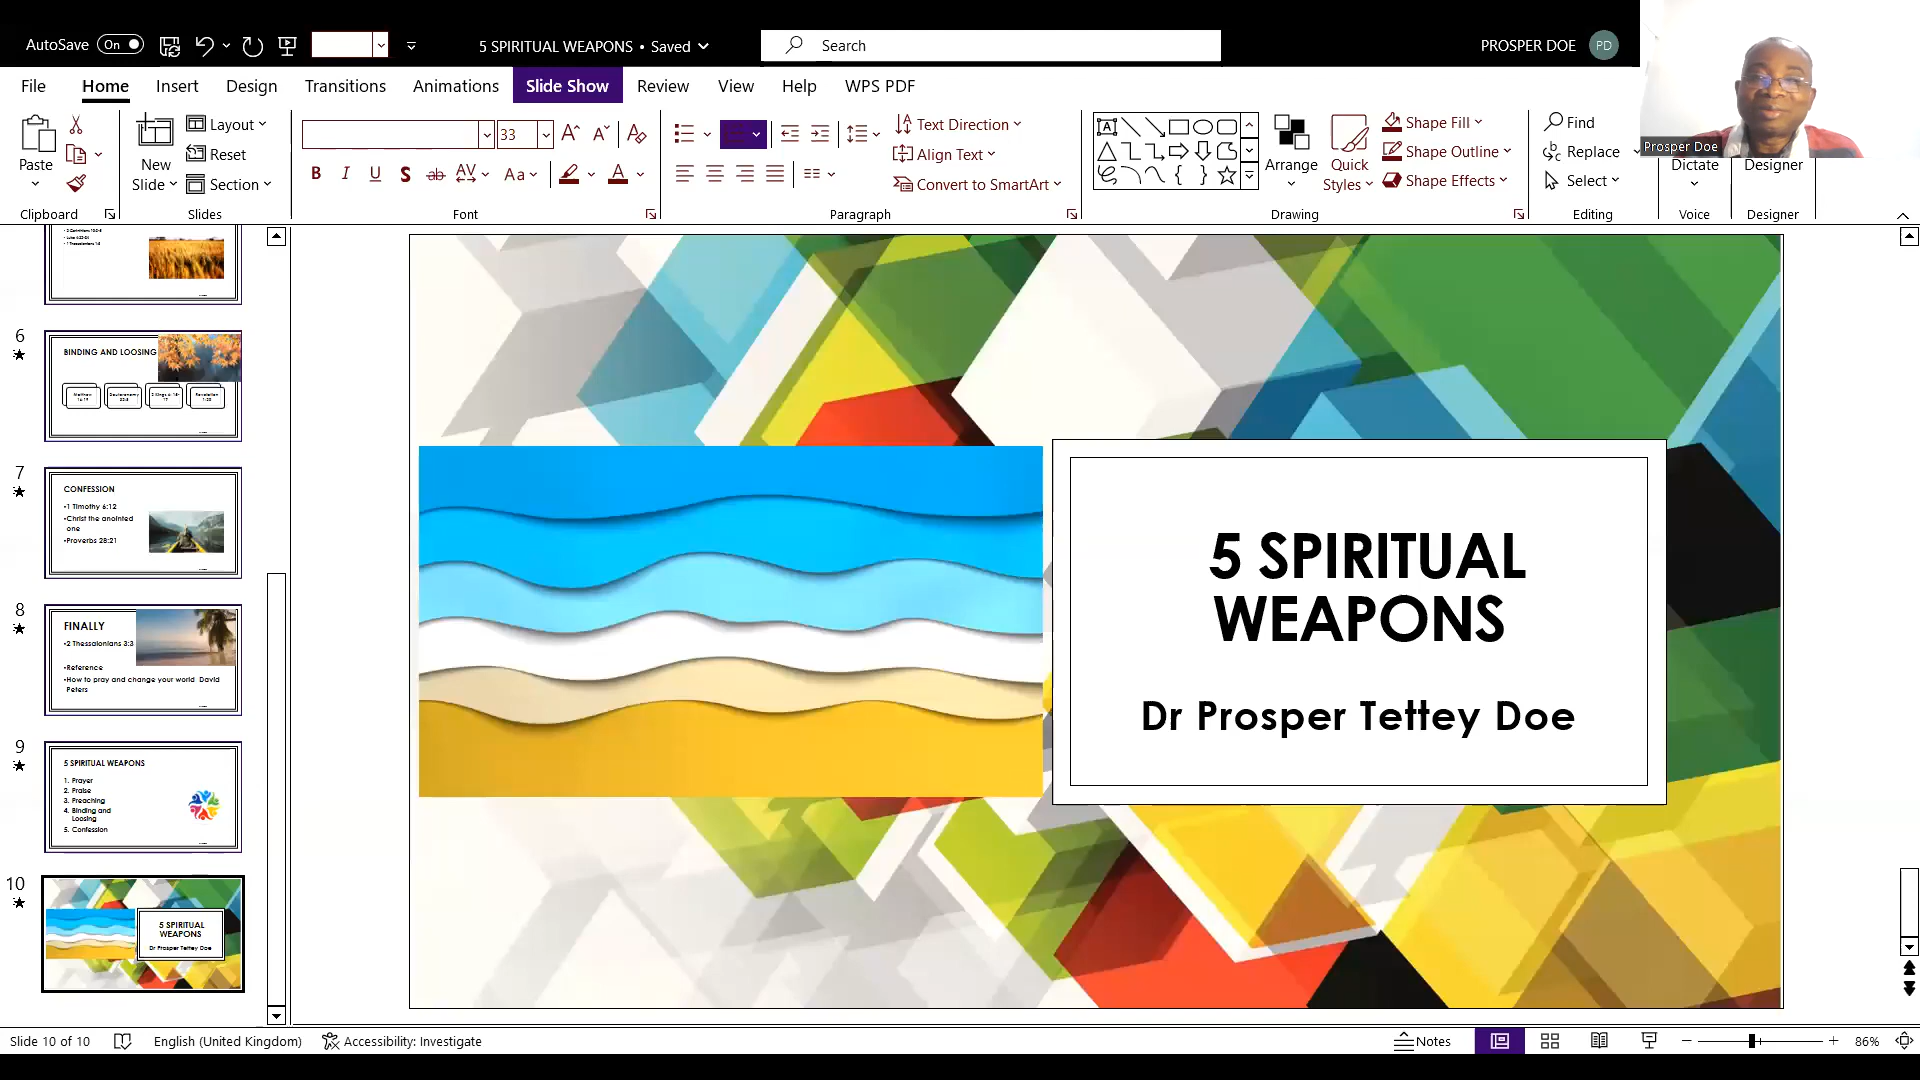 AutoSave On 5 SPIRITUAL WEAPONS • Saved Search PROSPER DOE PD
File Home Insert Design Transitions Animations Slide Show Review View Help WPS PDF
Prosper Doe
Paste
New Slide
Layout
Reset
Section
33
B I U S ab AV Aa A
Text Direction
Align Text
Convert to SmartArt
Arrange
Quick Styles
Shape Fill
Shape Outline
Shape Effects
Find
Replace
Select
Dictate
Designer
Clipboard Slides Font Paragraph Drawing Editing Voice Designer
6
BINDING AND LOOSING
7
CONFESSION
•1 Timothy 6:12
•Christ the anointed
one
•Proverbs 28:21
8
FINALLY
•2 Thessalonians 3:3
•Reference
•How to pray and change your world David
Peters
9
5 SPIRITUAL WEAPONS
1. Prayer
2. Praise
3. Preaching
4. Binding and
Loosing
5. Confession
10
5 SPIRITUAL
WEAPONS
Dr Prosper Tettey Doe
5 SPIRITUAL
WEAPONS
Dr Prosper Tettey Doe
Slide 10 of 10 English (United Kingdom) Accessibility: Investigate Notes 86%